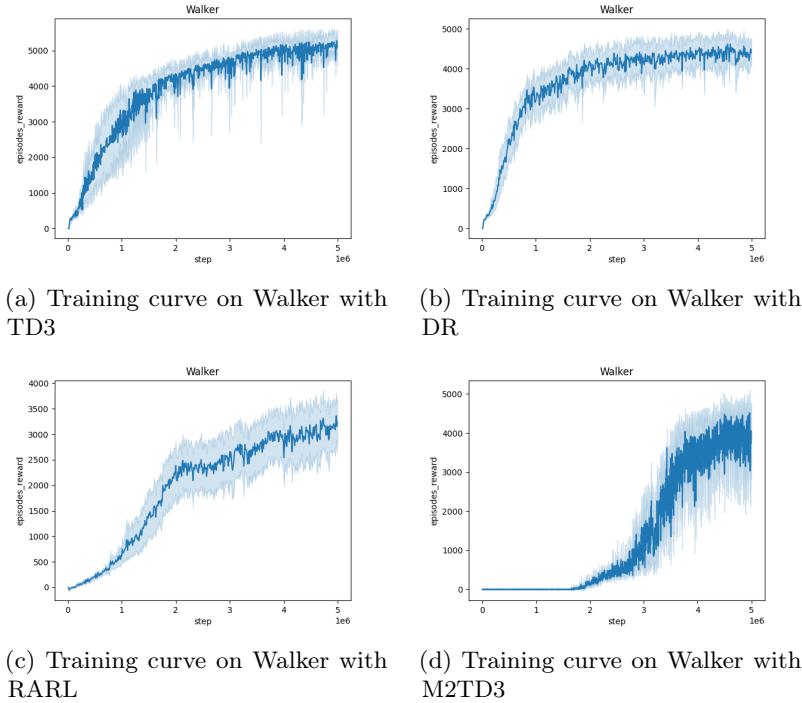 Walker
episodes_reward
5000
4000
3000
2000
1000
0
0 1 2 3 4 5
step
1e6
(a) Training curve on Walker with
TD3
Walker
episodes_reward
5000
4000
3000
2000
1000
0
0 1 2 3 4 5
step
1e6
(b) Training curve on Walker with
DR
Walker
episodes_reward
4000
3500
3000
2500
2000
1500
1000
500
0
0 1 2 3 4 5
step
1e6
(c) Training curve on Walker with
RARL
Walker
episodes_reward
5000
4000
3000
2000
1000
0
0 1 2 3 4 5
step
1e6
(d) Training curve on Walker with
M2TD3